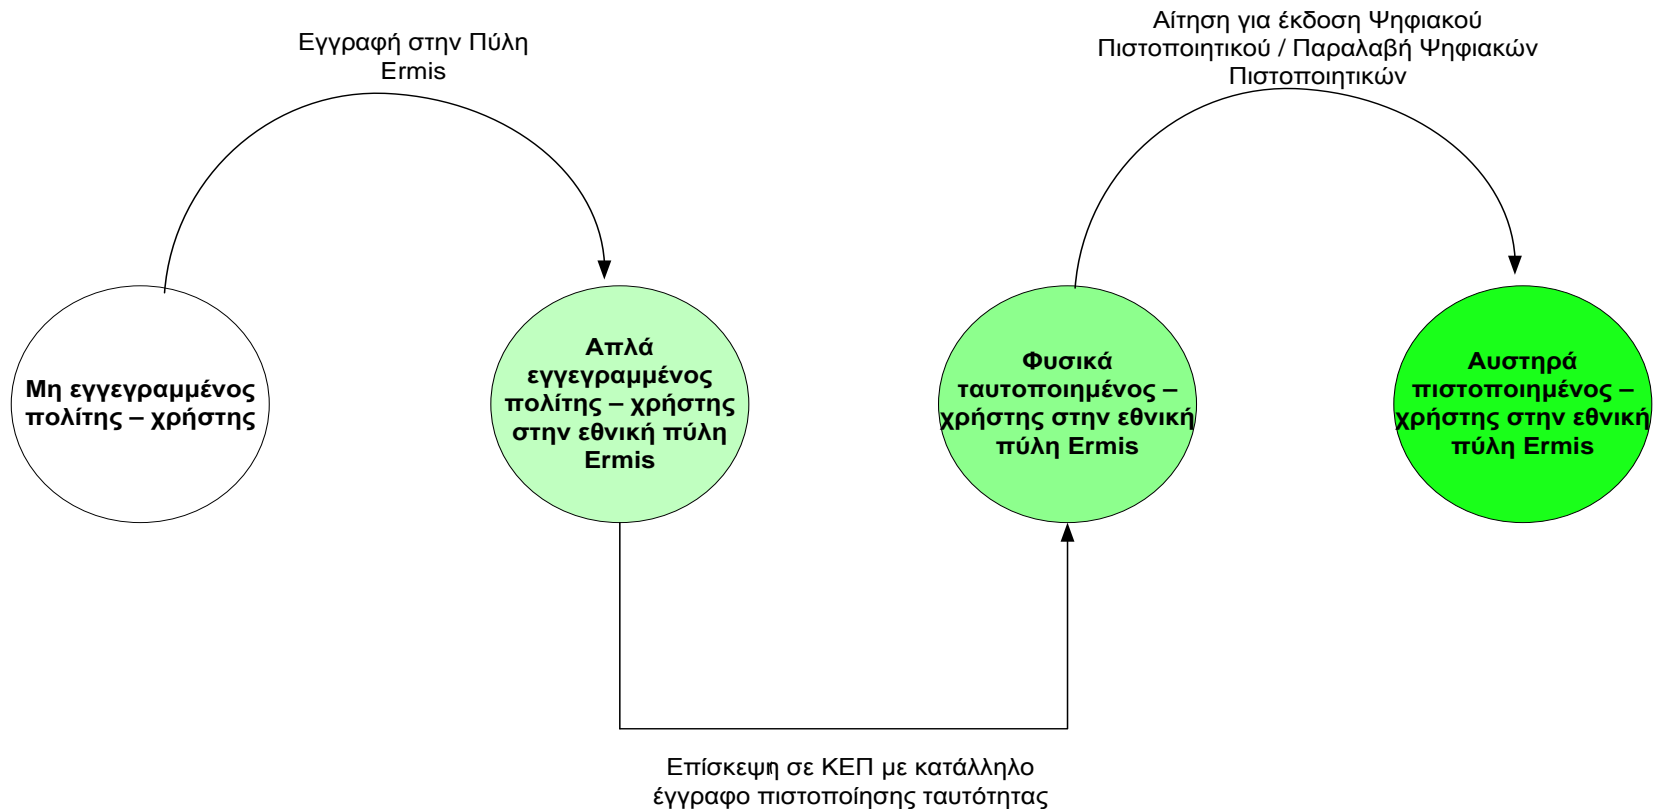 Εγγραφή στην Πύλη
Ermis
Αίτηση για έκδοση Ψηφιακού
Πιστοποιητικού / Παραλαβή Ψηφιακών
Πιστοποιητικών
Μη εγγεγραμμένος
πολίτης – χρήστης
Απλά
εγγεγραμμένος
πολίτης – χρήστης
στην εθνική πύλη
Ermis
Φυσικά
ταυτοποιημένος –
χρήστης στην εθνική
πύλη Ermis
Αυστηρά
πιστοποιημένος –
χρήστης στην εθνική
πύλη Ermis
Επίσκεψη σε ΚΕΠ με κατάλληλο
έγγραφο πιστοποίησης ταυτότητας